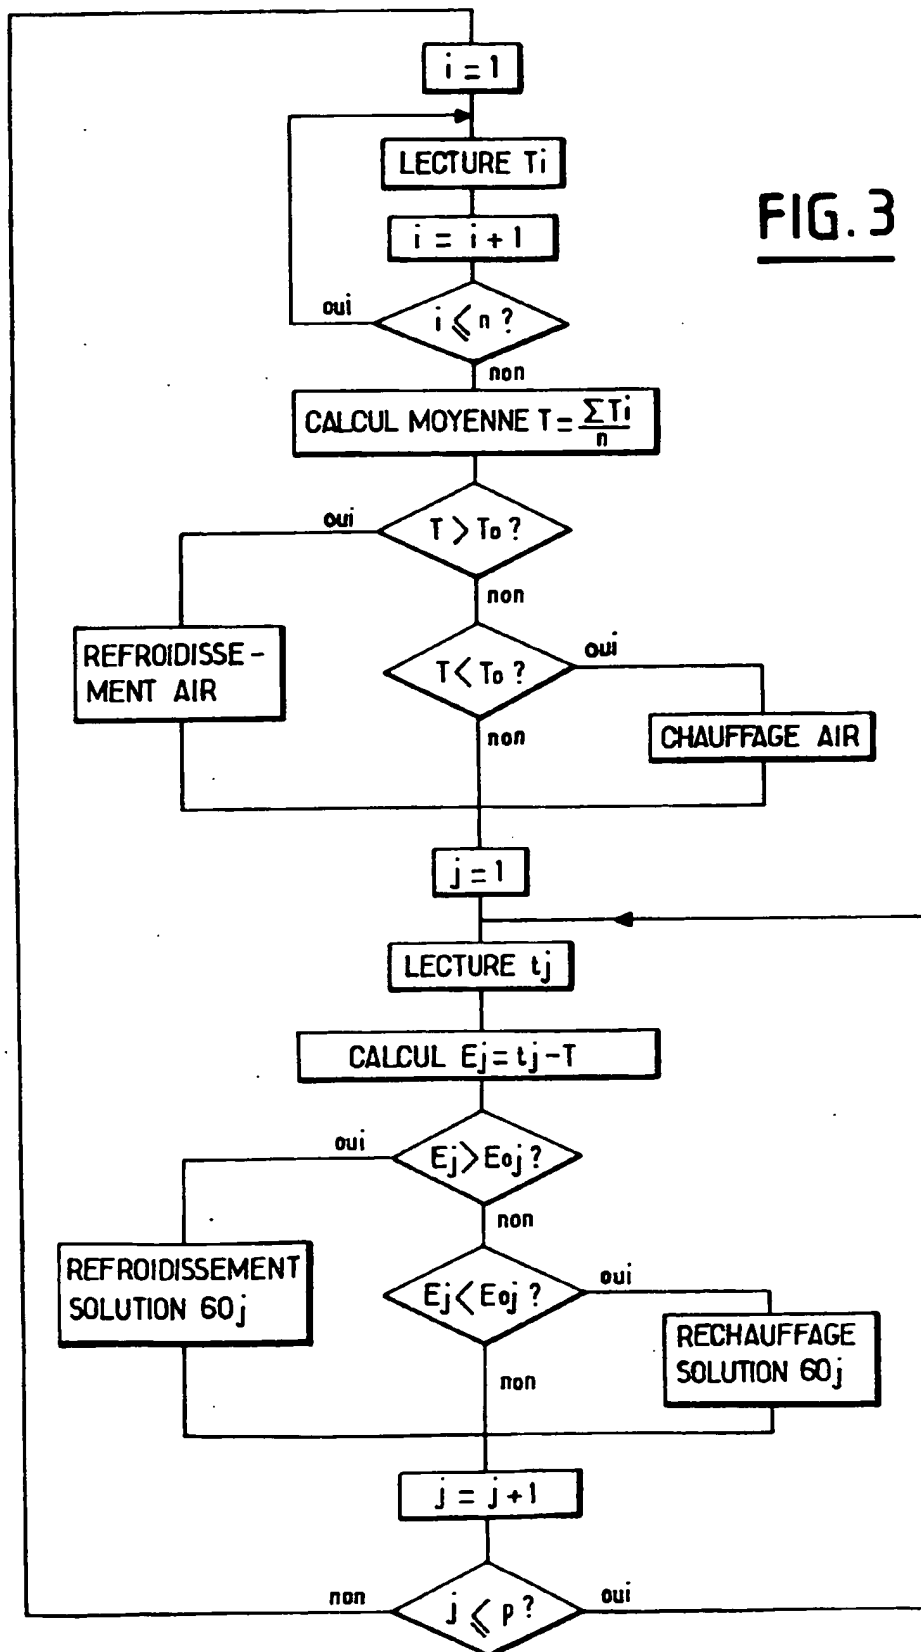 i = 1
LECTURE Ti
FIG. 3
i = i + 1
oui
i ⩽ n ?
non
CALCUL MOYENNE T = ΣTi/n
oui
T > To ?
non
REFROIDISSE-
MENT AIR
T < To ?
oui
non
CHAUFFAGE AIR
j = 1
LECTURE tj
CALCUL Ej = tj - T
oui
Ej > Eoj ?
non
REFROIDISSEMENT
SOLUTION 60j
Ej < Eoj ?
oui
RECHAUFFAGE
SOLUTION 60j
non
j = j + 1
non
j ⩽ p ?
oui